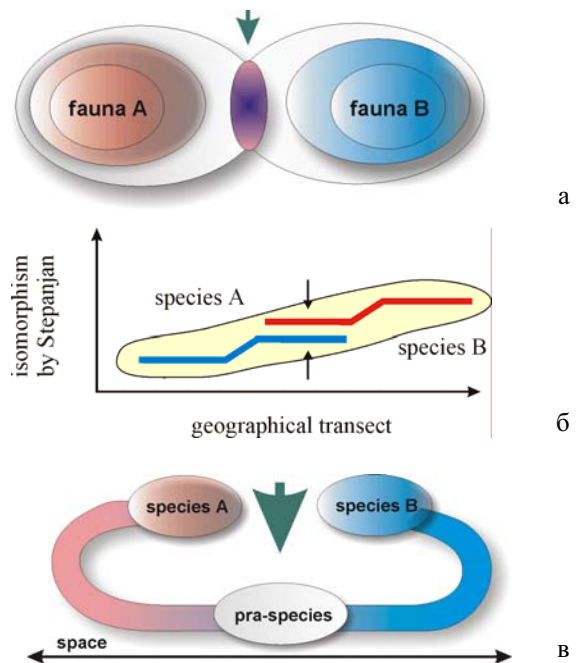 fauna A
fauna B
а
isomorphism
by Stepanjan
species A
species B
geographical transect
б
species A
species B
pra-species
space
в